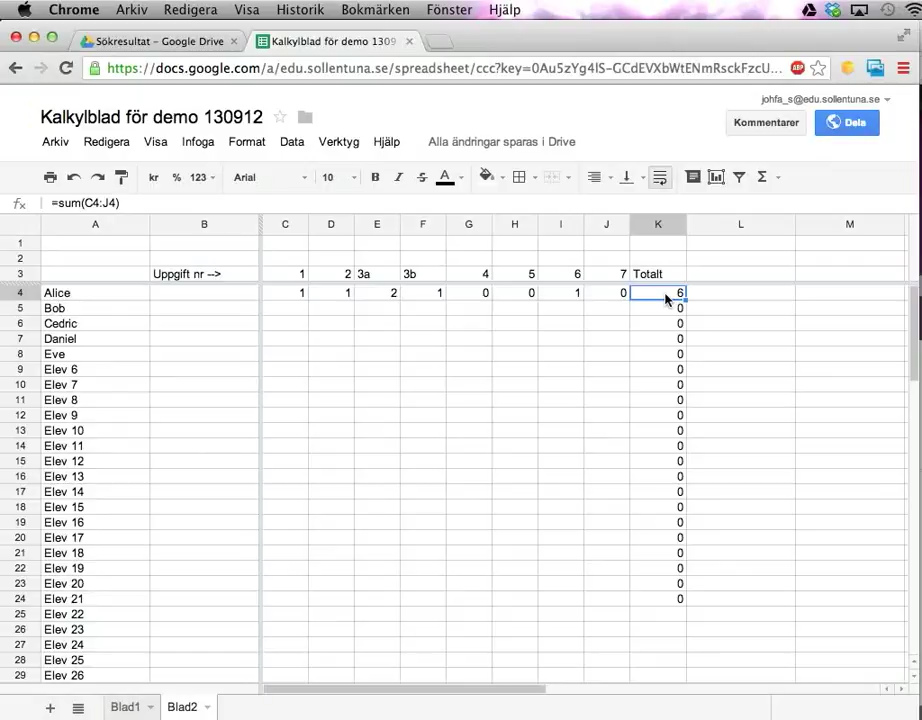 Chrome Arkiv Redigera Visa Historik Bokmärken Fönster Hjälp
Sökresultat – Google Drive × Kalkylblad för demo 1309 ×
https://docs.google.com/a/edu.sollentuna.se/spreadsheet/ccc?key=0Au5zYg4lS-GCdEVXbWtENmRsckFzcU... ABP
johfa_s@edu.sollentuna.se
Kalkylblad för demo 130912
Kommentarer Dela
Arkiv Redigera Visa Infoga Format Data Verktyg Hjälp Alla ändringar sparas i Drive
kr % 123 Arial 10 B I S A Σ
fx =sum(C4:J4)
A B C D E F G H I J K L M
1
2
3 Uppgift nr --> 1 2 3a 3b 4 5 6 7 Totalt
4 Alice 1 1 2 1 0 0 1 0 6
5 Bob 0
6 Cedric 0
7 Daniel 0
8 Eve 0
9 Elev 6 0
10 Elev 7 0
11 Elev 8 0
12 Elev 9 0
13 Elev 10 0
14 Elev 11 0
15 Elev 12 0
16 Elev 13 0
17 Elev 14 0
18 Elev 15 0
19 Elev 16 0
20 Elev 17 0
21 Elev 18 0
22 Elev 19 0
23 Elev 20 0
24 Elev 21 0
25 Elev 22
26 Elev 23
27 Elev 24
28 Elev 25
29 Elev 26
+ Blad1 Blad2